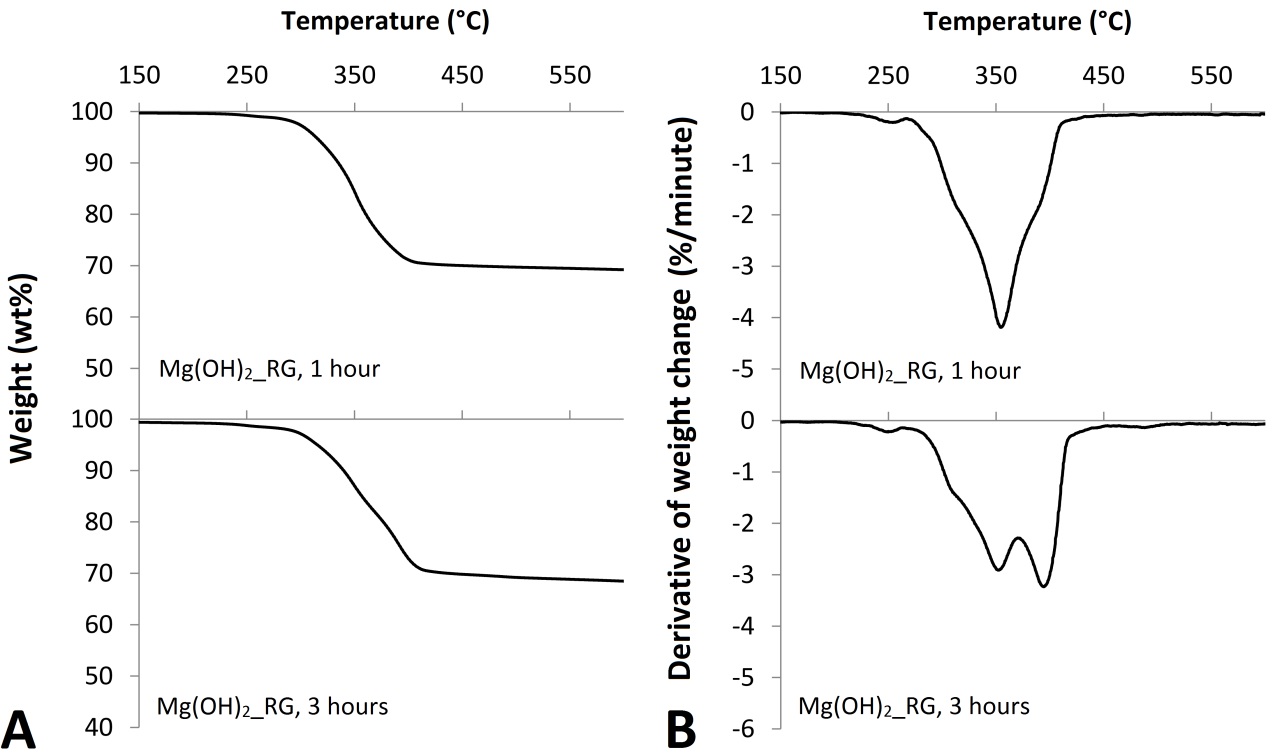 Temperature (°C)
150 250 350 450 550
Weight (wt%)
100
90
80
70
60
50
Mg(OH)₂_RG, 1 hour
100
90
80
70
60
50
40
Mg(OH)₂_RG, 3 hours
A
Temperature (°C)
150 250 350 450 550
Derivative of weight change (%/minute)
0
-1
-2
-3
-4
-5
Mg(OH)₂_RG, 1 hour
0
-1
-2
-3
-4
-5
-6
Mg(OH)₂_RG, 3 hours
B